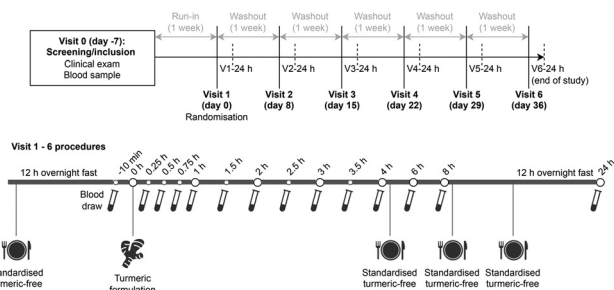 Run-in
(1 week)
Washout
(1 week)
Washout
(1 week)
Washout
(1 week)
Washout
(1 week)
Washout
(1 week)
Visit 0 (day -7):
Screening/inclusion
Clinical exam
Blood sample
V1-24 h
V2-24 h
V3-24 h
V4-24 h
V5-24 h
V6-24 h
(end of study)
Visit 1
(day 0)
Randomisation
Visit 2
(day 8)
Visit 3
(day 15)
Visit 4
(day 22)
Visit 5
(day 29)
Visit 6
(day 36)
Visit 1 - 6 procedures
12 h overnight fast
-10 min
0 h
0.25 h
0.5 h
0.75 h
1 h
1.5 h
2 h
2.5 h
3 h
3.5 h
4 h
6 h
8 h
12 h overnight fast
24 h
Blood
draw
Turmeric
formulation
Standardised
turmeric-free
Standardised
turmeric-free
Standardised
turmeric-free